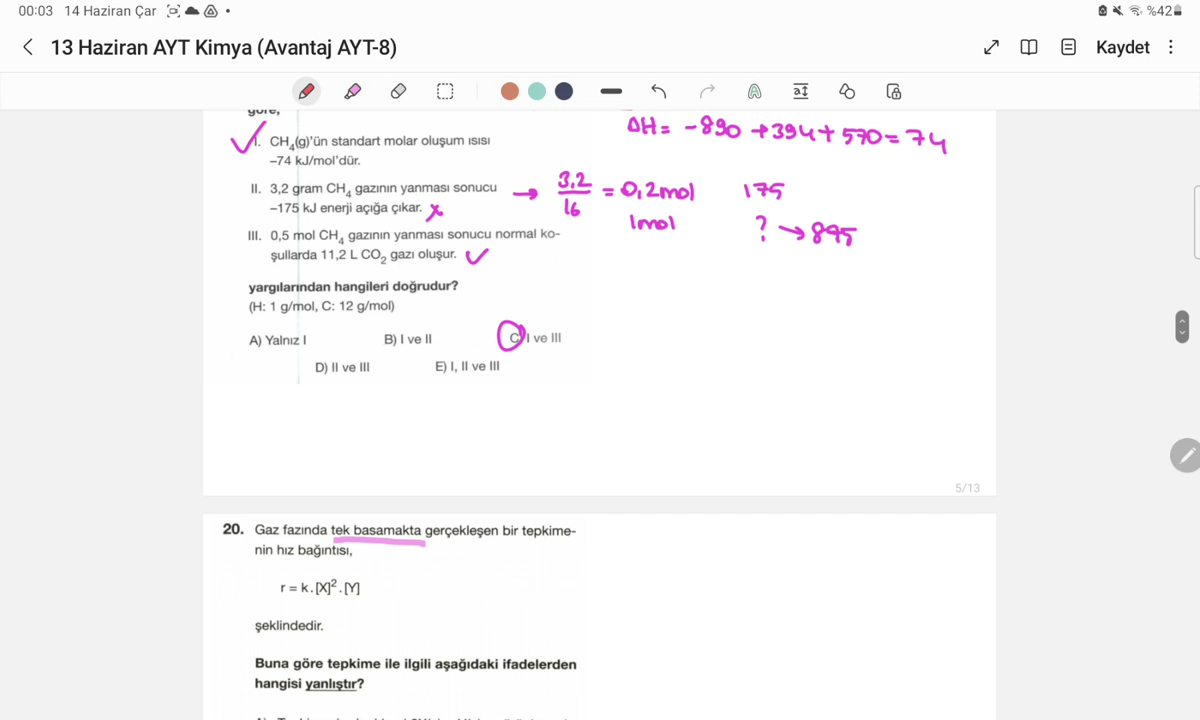 00:03 14 Haziran Çar
%42
13 Haziran AYT Kimya (Avantaj AYT-8)
Kaydet
göre,
I. CH₄(g)'ün standart molar oluşum ısısı
–74 kJ/mol'dür.
II. 3,2 gram CH₄ gazının yanması sonucu
–175 kJ enerji açığa çıkar.
III. 0,5 mol CH₄ gazının yanması sonucu normal ko-
şullarda 11,2 L CO₂ gazı oluşur.
yargılarından hangileri doğrudur?
(H: 1 g/mol, C: 12 g/mol)
A) Yalnız I B) I ve II C) I ve III
D) II ve III E) I, II ve III
ΔH = -890 +394 + 570 = 74
→ 3,2/16 = 0,2mol 175
1mol ? → 895
5/13
20. Gaz fazında tek basamakta gerçekleşen bir tepkime-
nin hız bağıntısı,
r = k.[X]².[Y]
şeklindedir.
Buna göre tepkime ile ilgili aşağıdaki ifadelerden
hangisi yanlıştır?